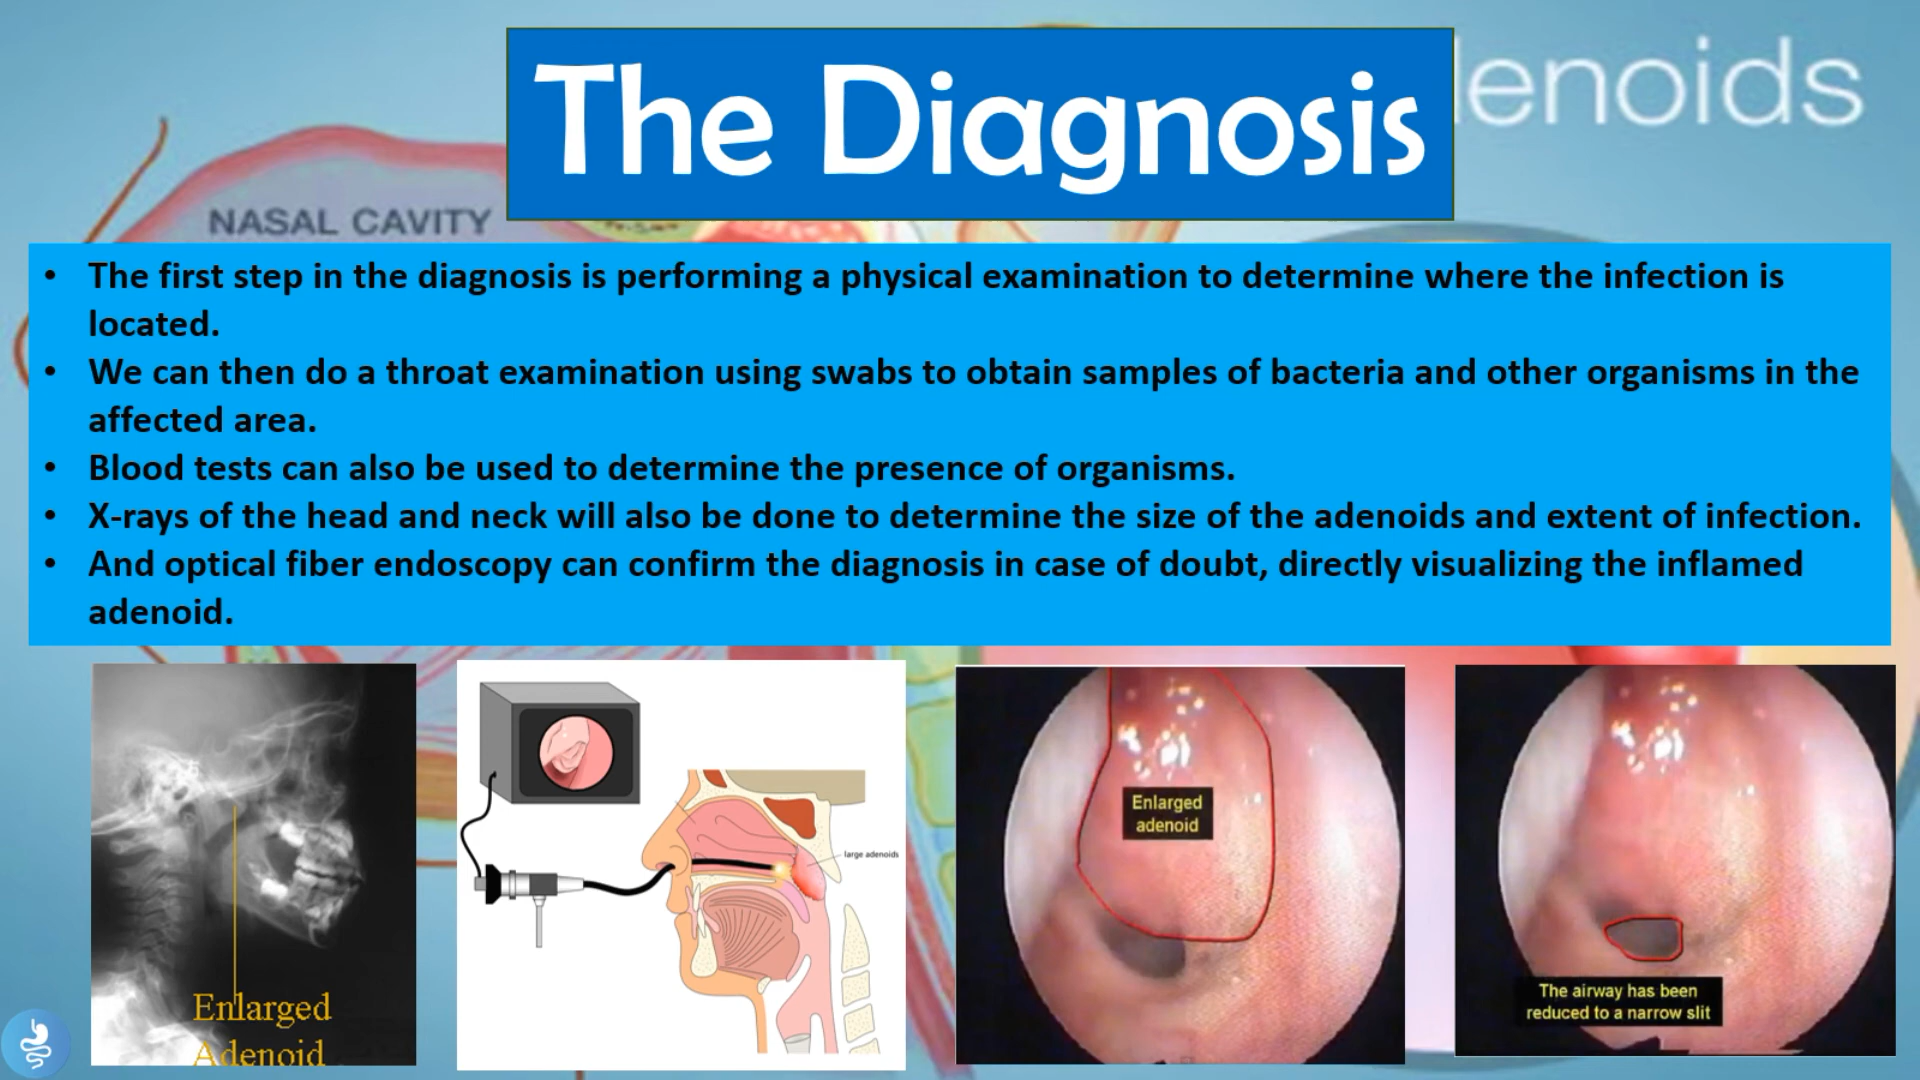 The Diagnosis
lenoids
NASAL CAVITY
• The first step in the diagnosis is performing a physical examination to determine where the infection is
located.
• We can then do a throat examination using swabs to obtain samples of bacteria and other organisms in the
affected area.
• Blood tests can also be used to determine the presence of organisms.
• X-rays of the head and neck will also be done to determine the size of the adenoids and extent of infection.
• And optical fiber endoscopy can confirm the diagnosis in case of doubt, directly visualizing the inflamed
adenoid.
Enlarged
Adenoid
large adenoids
Enlarged
adenoid
The airway has been
reduced to a narrow slit